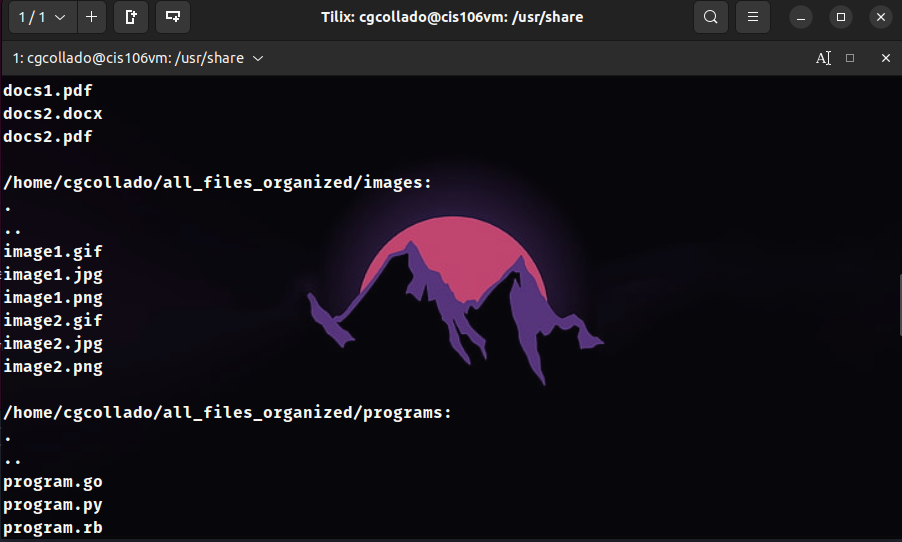 1 / 1
Tilix: cgcollado@cis106vm: /usr/share
1: cgcollado@cis106vm: /usr/share
docs1.pdf
docs2.docx
docs2.pdf
/home/cgcollado/all_files_organized/images:
.
..
image1.gif
image1.jpg
image1.png
image2.gif
image2.jpg
image2.png
/home/cgcollado/all_files_organized/programs:
.
..
program.go
program.py
program.rb